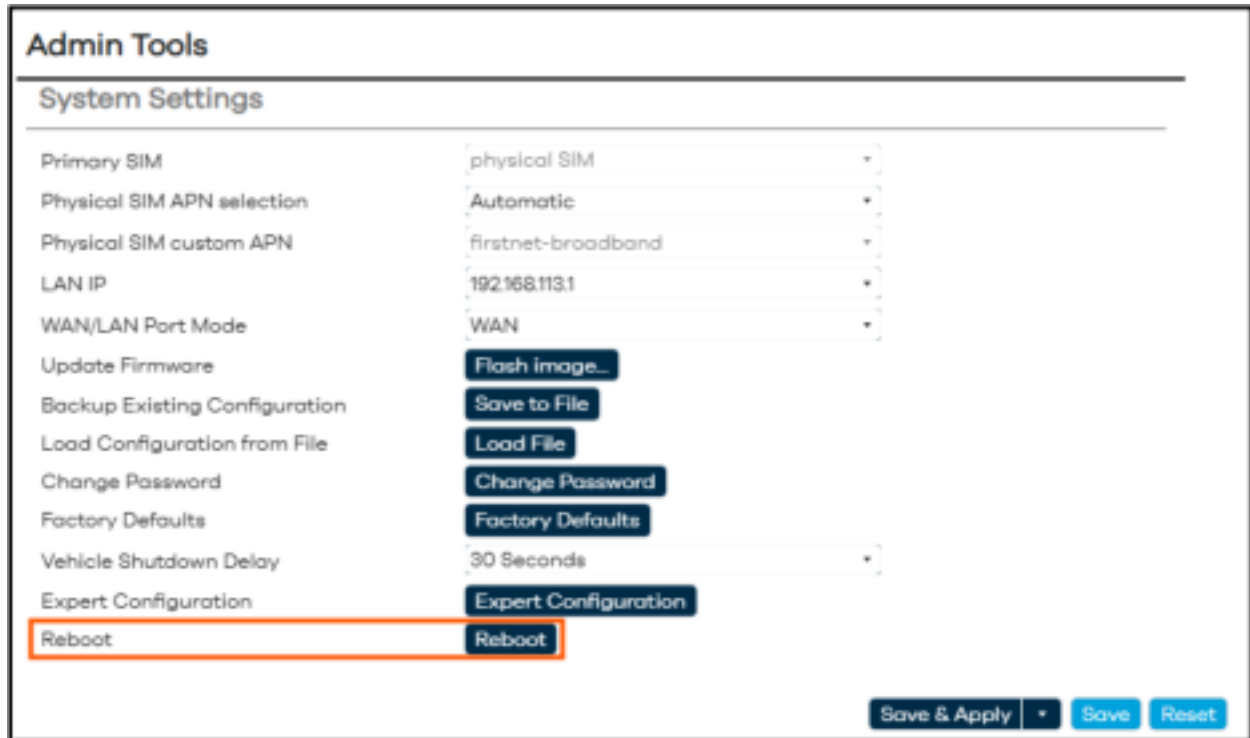 Admin Tools
System Settings
Primary SIM physical SIM
Physical SIM APN selection Automatic
Physical SIM custom APN firstnet-broadband
LAN IP 192.168.113.1
WAN/LAN Port Mode WAN
Update Firmware Flash image...
Backup Existing Configuration Save to File
Load Configuration from File Load File
Change Password Change Password
Factory Defaults Factory Defaults
Vehicle Shutdown Delay 30 Seconds
Expert Configuration Expert Configuration
Reboot Reboot
Save & Apply Save Reset